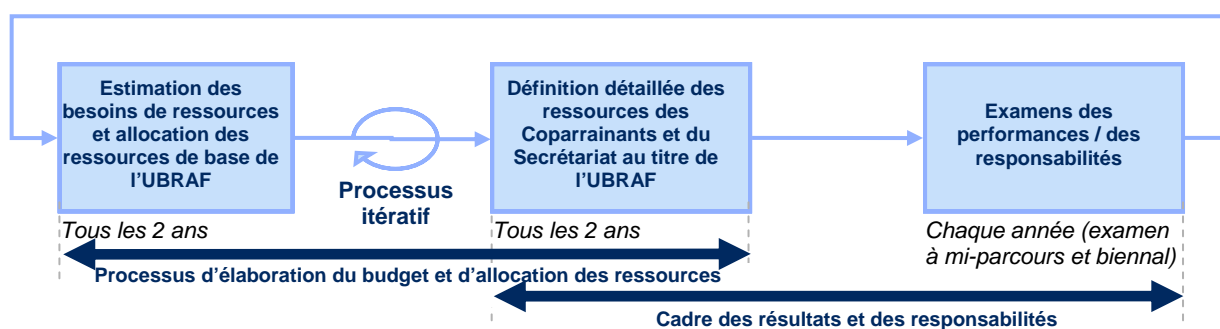 Estimation des
besoins de ressources
et allocation des
ressources de base de
l'UBRAF
Processus
itératif
Définition détaillée des
ressources des
Coparrainants et du
Secrétariat au titre de
l'UBRAF
Examens des
performances / des
responsabilités
Tous les 2 ans
Tous les 2 ans
Chaque année (examen
à mi-parcours et biennal)
Processus d'élaboration du budget et d'allocation des ressources
Cadre des résultats et des responsabilités